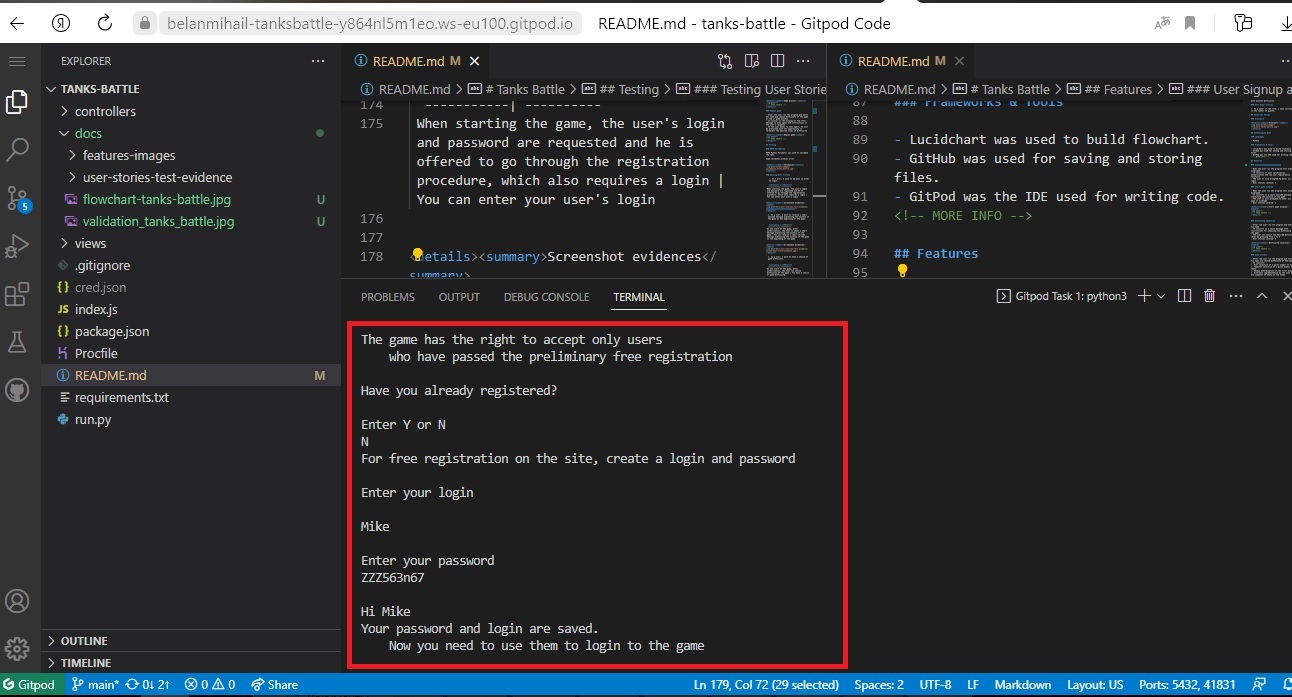 belanmihail-tanksbattle-y864nl5m1eo.ws-eu100.gitpod.io README.md - tanks-battle - Gitpod Code
EXPLORER
TANKS-BATTLE
controllers
docs
features-images
user-stories-test-evidence
flowchart-tanks-battle.jpg U
validation_tanks_battle.jpg U
views
.gitignore
{} cred.json
JS index.js
{} package.json
Procfile
README.md M
requirements.txt
run.py
OUTLINE
TIMELINE
README.md M
README.md > # Tanks Battle > ## Testing > ### Testing User Storie
174 -----------| ----------
175 When starting the game, the user's login
and password are requested and he is
offered to go through the registration
procedure, which also requires a login |
You can enter your user's login
176
177
178 details><summary>Screenshot evidences</
summary>
README.md M
README.md > # Tanks Battle > ## Features > ### User Signup a
87 ### Frameworks & Tools
88
89 - Lucidchart was used to build flowchart.
90 - GitHub was used for saving and storing
files.
91 - GitPod was the IDE used for writing code.
92 <!-- MORE INFO -->
93
94 ## Features
95
PROBLEMS OUTPUT DEBUG CONSOLE TERMINAL
Gitpod Task 1: python3
The game has the right to accept only users
who have passed the preliminary free registration
Have you already registered?
Enter Y or N
N
For free registration on the site, create a login and password
Enter your login
Mike
Enter your password
ZZZ563n67
Hi Mike
Your password and login are saved.
Now you need to use them to login to the game
5
Gitpod main* 0↓ 2↑ 0 0 Share
Ln 179, Col 72 (29 selected) Spaces: 2 UTF-8 LF Markdown Layout: US Ports: 5432, 41831